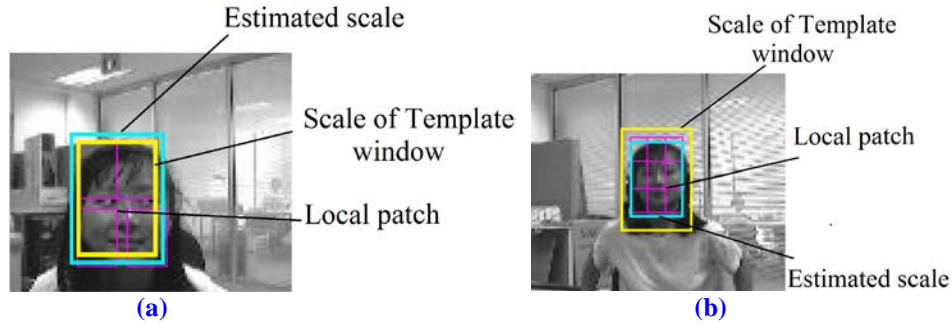 Estimated scale
Scale of Template
window
Local patch
(a)
Scale of Template
window
Local patch
Estimated scale
(b)